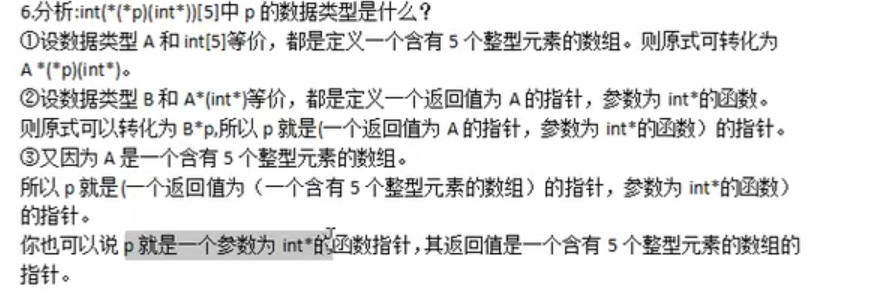 6.分析:int(*(*p)(int*))[5]中 p 的数据类型是什么？
①设数据类型 A 和 int[5]等价，都是定义一个含有 5 个整型元素的数组。则原式可转化为
A *(*p)(int*)。
②设数据类型 B 和 A*(int*)等价，都是定义一个返回值为 A 的指针，参数为 int*的函数。
则原式可以转化为 B*p,所以 p 就是(一个返回值为 A 的指针，参数为 int*的函数）的指针。
③又因为 A 是一个含有 5 个整型元素的数组。
所以 p 就是(一个返回值为（一个含有 5 个整型元素的数组）的指针，参数为 int*的函数）
的指针。
你也可以说 p 就是一个参数为 int*的函数指针，其返回值是一个含有 5 个整型元素的数组的
指针。